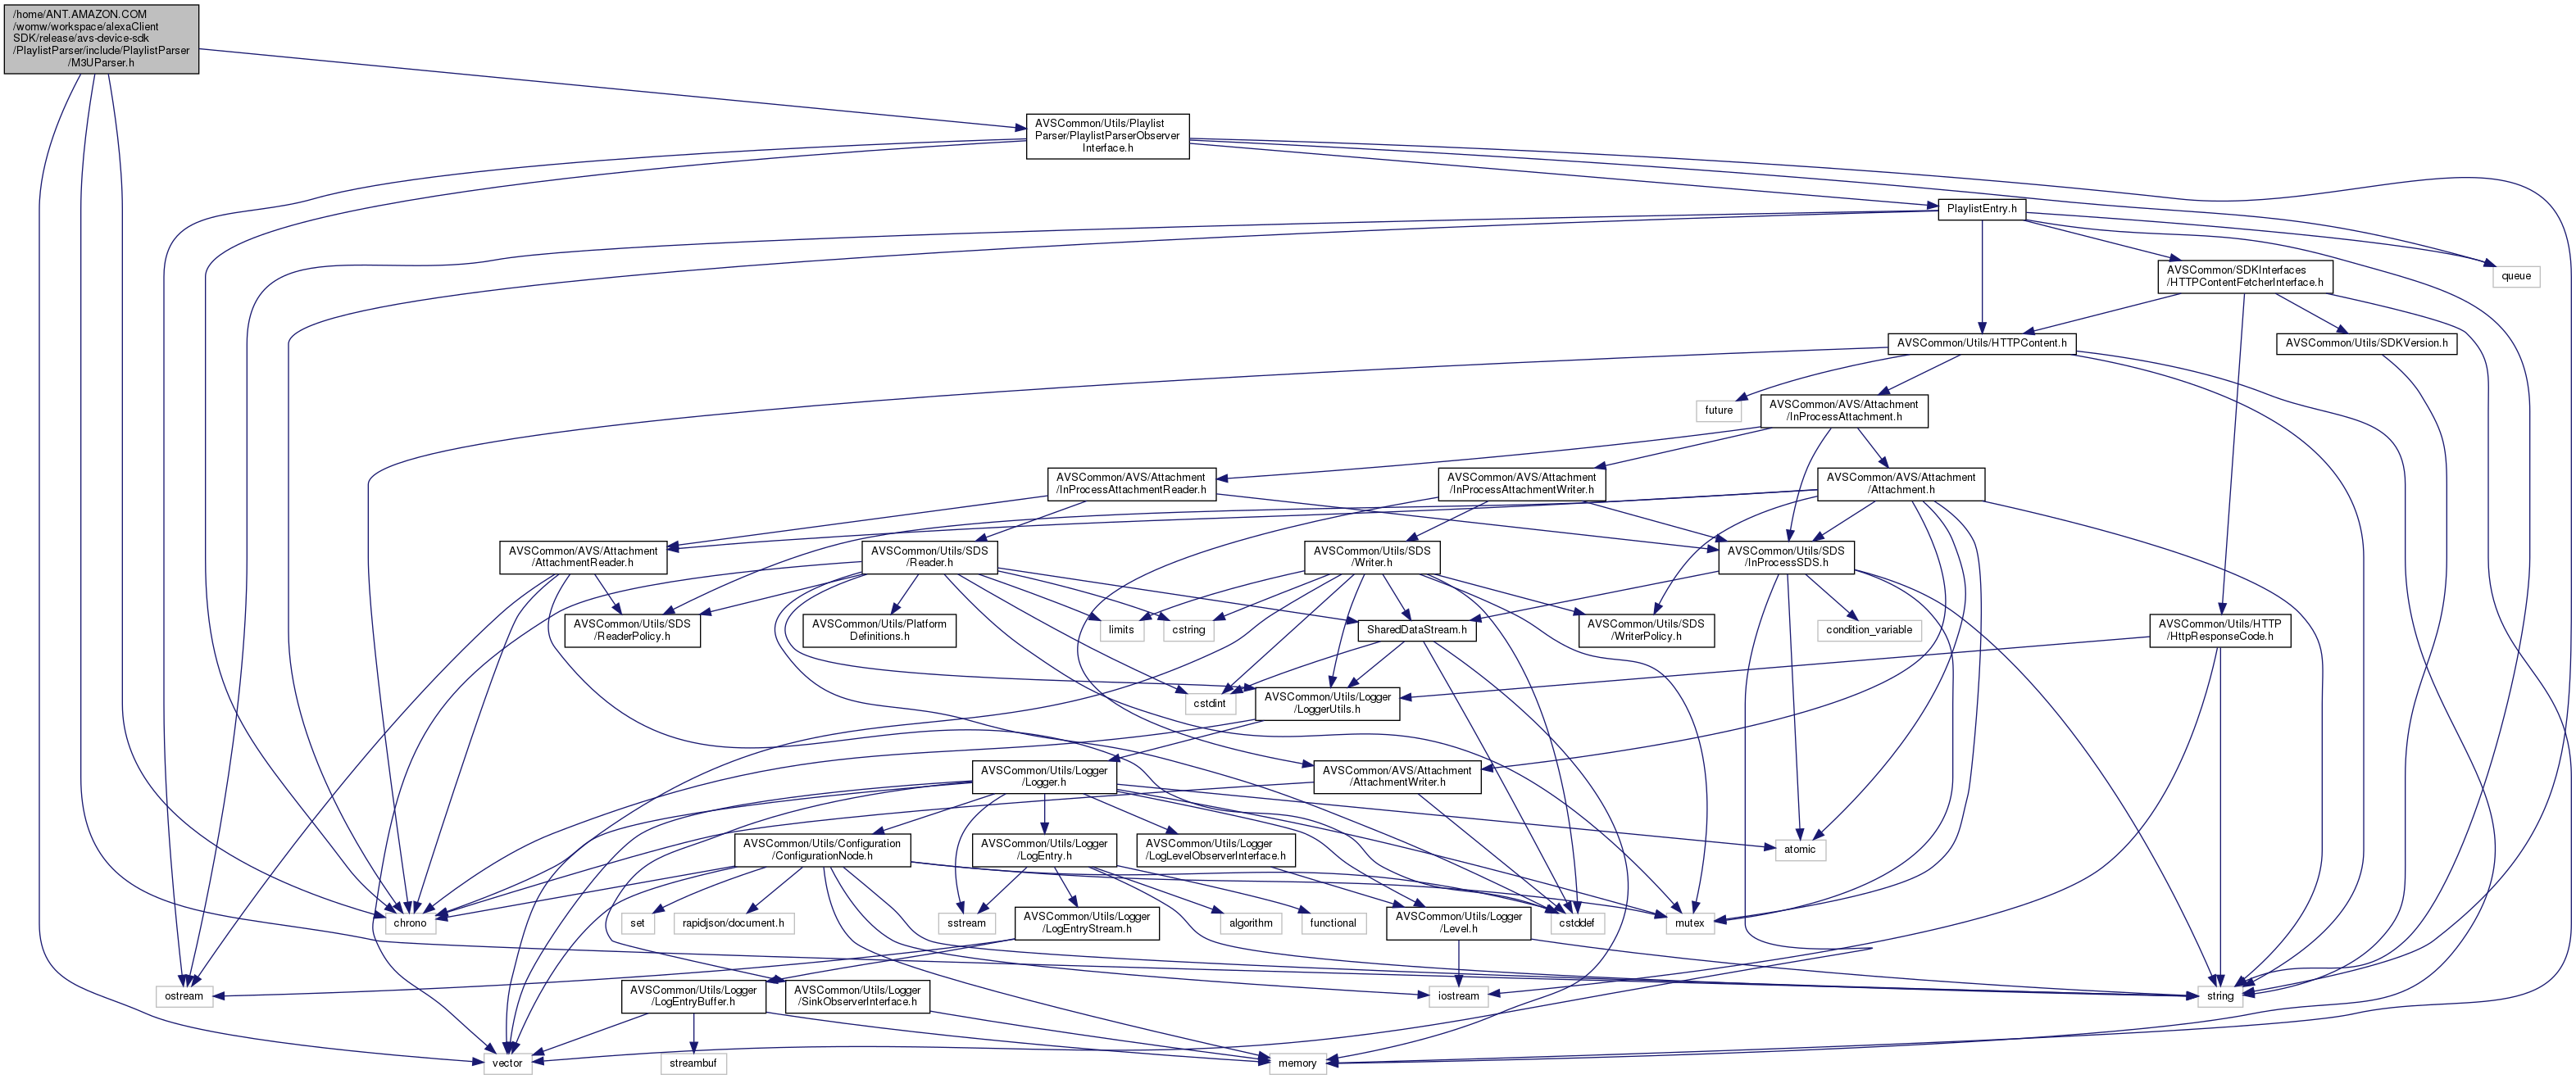 /home/ANT.AMAZON.COM
/womw/workspace/alexaClient
SDK/release/avs-device-sdk
/PlaylistParser/include/PlaylistParser
/M3UParser.h
AVSCommon/Utils/Playlist
Parser/PlaylistParserObserver
Interface.h
PlaylistEntry.h
AVSCommon/SDKInterfaces
/HTTPContentFetcherInterface.h
queue
AVSCommon/Utils/HTTPContent.h
AVSCommon/Utils/SDKVersion.h
future
AVSCommon/AVS/Attachment
/InProcessAttachment.h
AVSCommon/AVS/Attachment
/InProcessAttachmentReader.h
AVSCommon/AVS/Attachment
/InProcessAttachmentWriter.h
AVSCommon/AVS/Attachment
/Attachment.h
AVSCommon/AVS/Attachment
/AttachmentReader.h
AVSCommon/Utils/SDS
/Reader.h
AVSCommon/Utils/SDS
/Writer.h
AVSCommon/Utils/SDS
/InProcessSDS.h
AVSCommon/Utils/SDS
/ReaderPolicy.h
AVSCommon/Utils/Platform
Definitions.h
limits
cstring
SharedDataStream.h
AVSCommon/Utils/SDS
/WriterPolicy.h
condition_variable
AVSCommon/Utils/HTTP
/HttpResponseCode.h
cstdint
AVSCommon/Utils/Logger
/LoggerUtils.h
AVSCommon/Utils/Logger
/Logger.h
AVSCommon/AVS/Attachment
/AttachmentWriter.h
AVSCommon/Utils/Configuration
/ConfigurationNode.h
AVSCommon/Utils/Logger
/LogEntry.h
AVSCommon/Utils/Logger
/LogLevelObserverInterface.h
atomic
chrono
set
rapidjson/document.h
sstream
AVSCommon/Utils/Logger
/LogEntryStream.h
algorithm
functional
AVSCommon/Utils/Logger
/Level.h
cstddef
mutex
ostream
AVSCommon/Utils/Logger
/LogEntryBuffer.h
AVSCommon/Utils/Logger
/SinkObserverInterface.h
iostream
string
vector
streambuf
memory